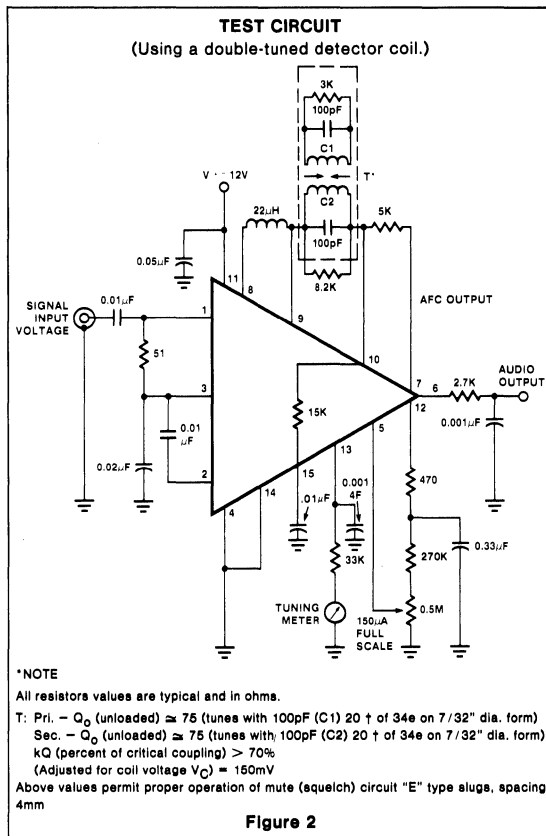 TEST CIRCUIT
(Using a double-tuned detector coil.)
3K
100pF
C1
T*
C2
100pF
8.2K
V - 12V
22μH
5K
0.05μF
11
8
9
AFC OUTPUT
SIGNAL
INPUT
VOLTAGE
0.01μF
1
51
3
0.01
μF
0.02μF
2
10
15K
7
6
12
2.7K
AUDIO
OUTPUT
0.001μF
5
13
15
14
4
.01μF
0.001
4F
470
33K
270K
0.33μF
TUNING
METER
150μA
FULL
SCALE
0.5M
*NOTE
All resistors values are typical and in ohms.
T: Pri. – Qo (unloaded) ≃ 75 (tunes with 100pF (C1) 20 † of 34e on 7/32" dia. form)
Sec. – Qo (unloaded) ≃ 75 (tunes with 100pF (C2) 20 † of 34e on 7/32" dia. form)
kQ (percent of critical coupling) > 70%
(Adjusted for coil voltage VC) = 150mV
Above values permit proper operation of mute (squelch) circuit "E" type slugs, spacing
4mm
Figure 2